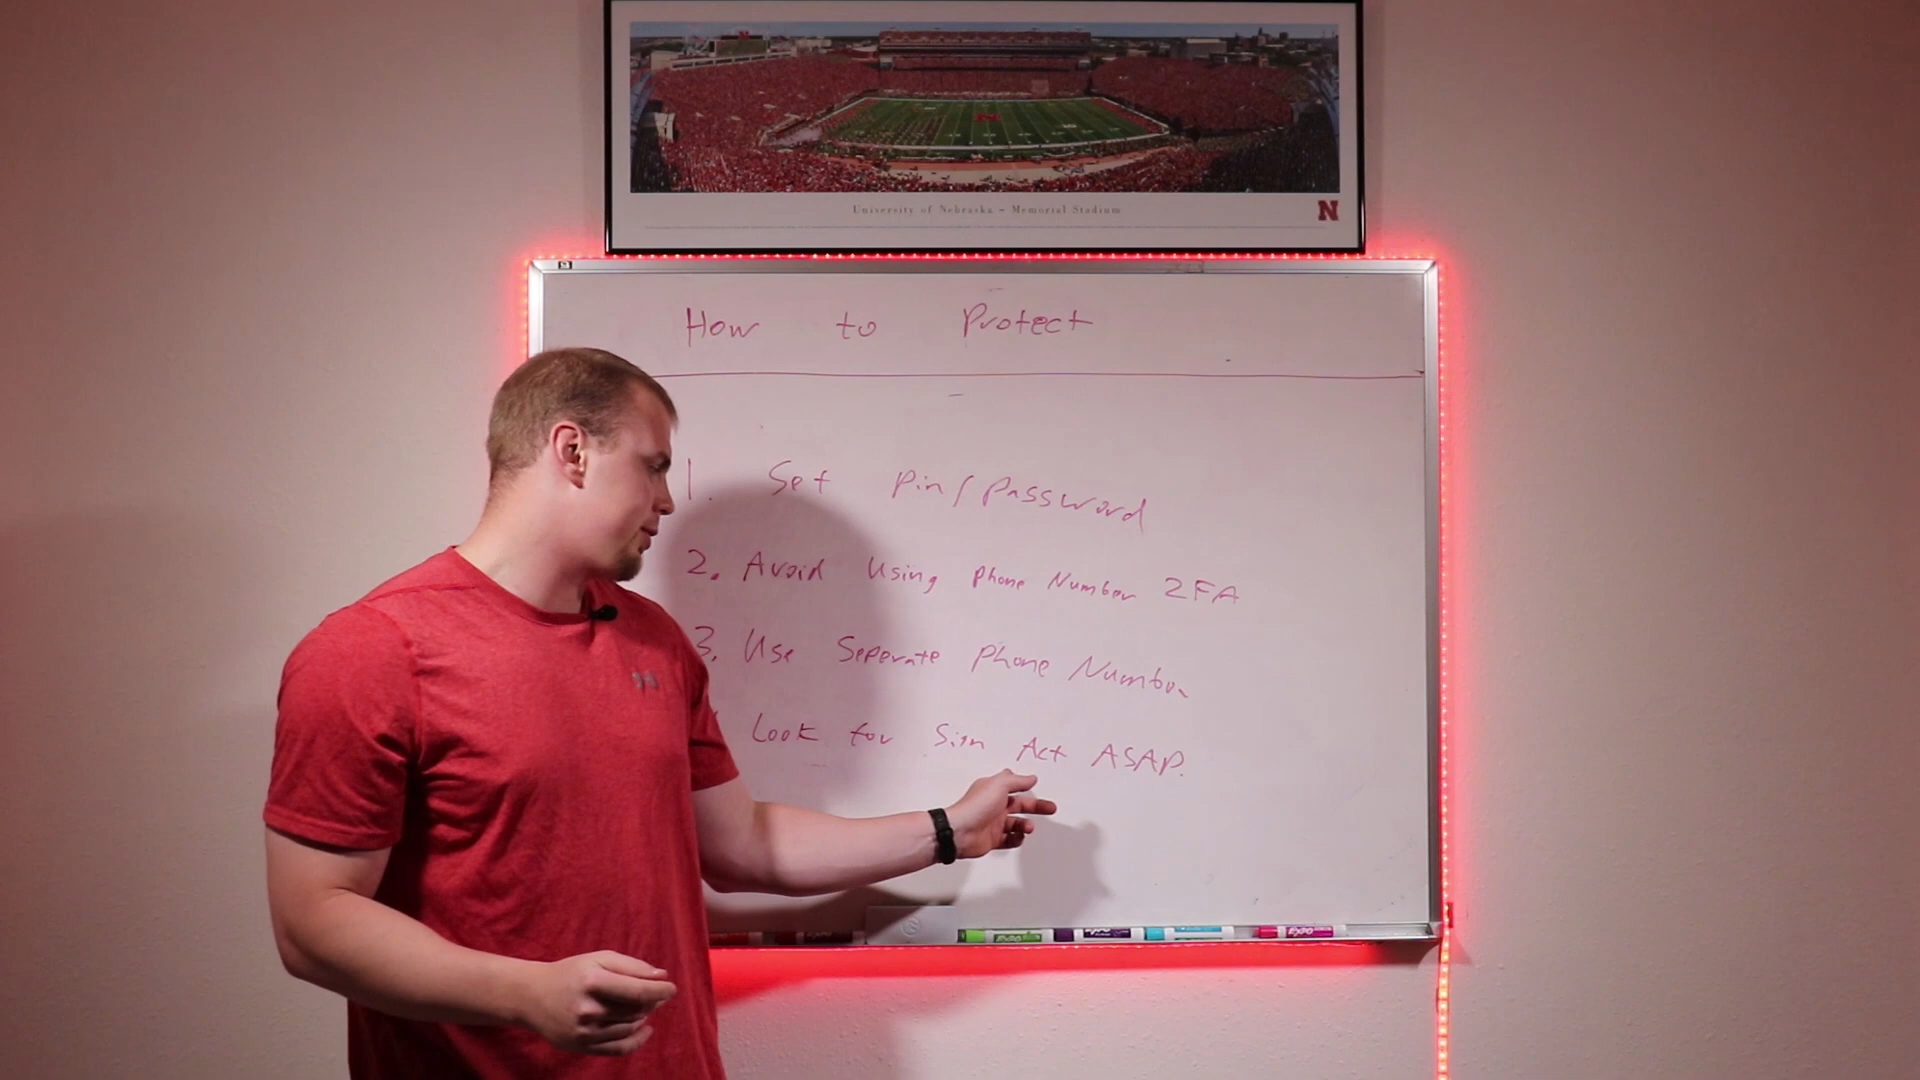 University of Nebraska - Memorial Stadium
N
How to Protect
1. Set Pin/Password
2. Avoid Using Phone Number 2FA
3. Use Seperate Phone Number
Look for Sign Act ASAP.
EXPO
EXPO